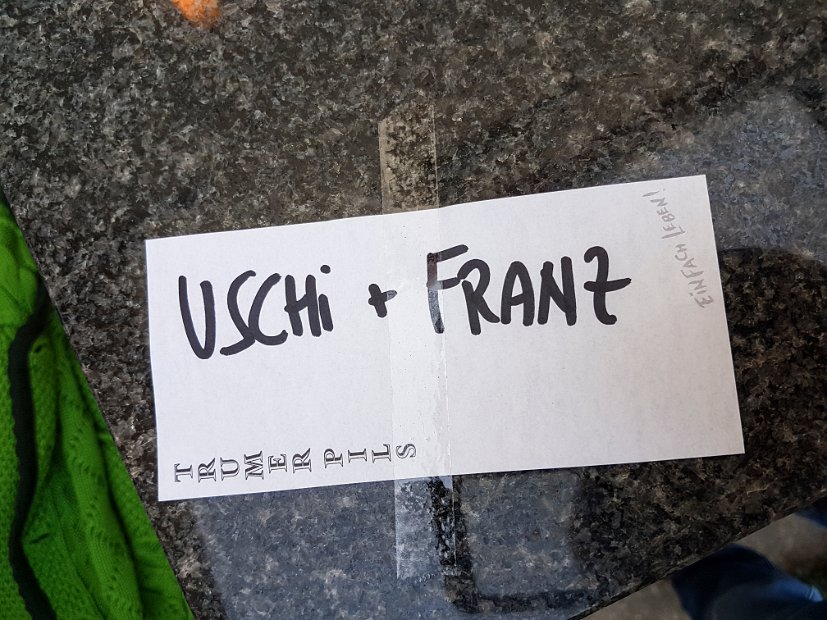 USCHi + FRANZ
EiNFACH LEBEN!
TRUMER PILS